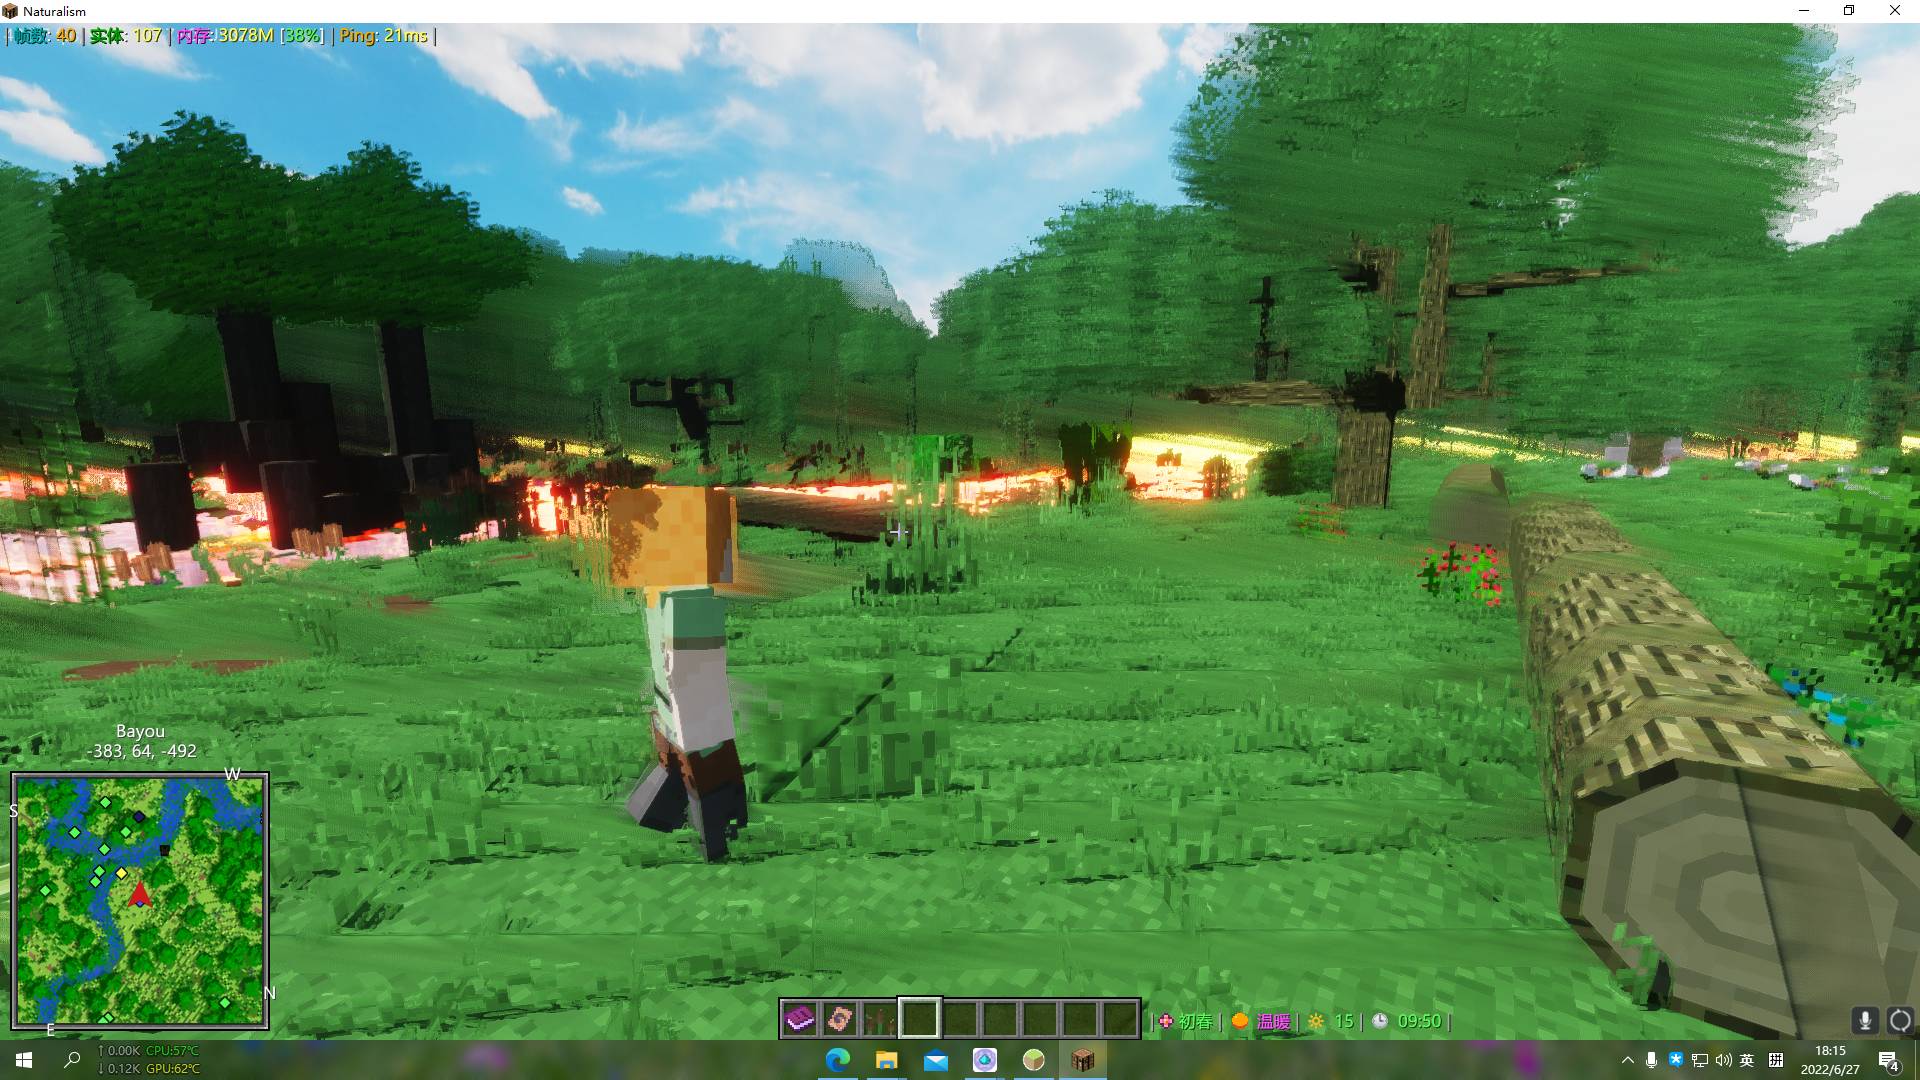 Naturalism
| 帧数: 40 | 实体: 107 | 内存: 3078M [38%] | Ping: 21ms |
Bayou
-383, 64, -492
W
S
N
E
| 初春 | 温暖 | 15 | 09:50 |
↑ 0.00K CPU:57℃
↓ 0.12K GPU:62℃
英
拼
18:15
2022/6/27
4